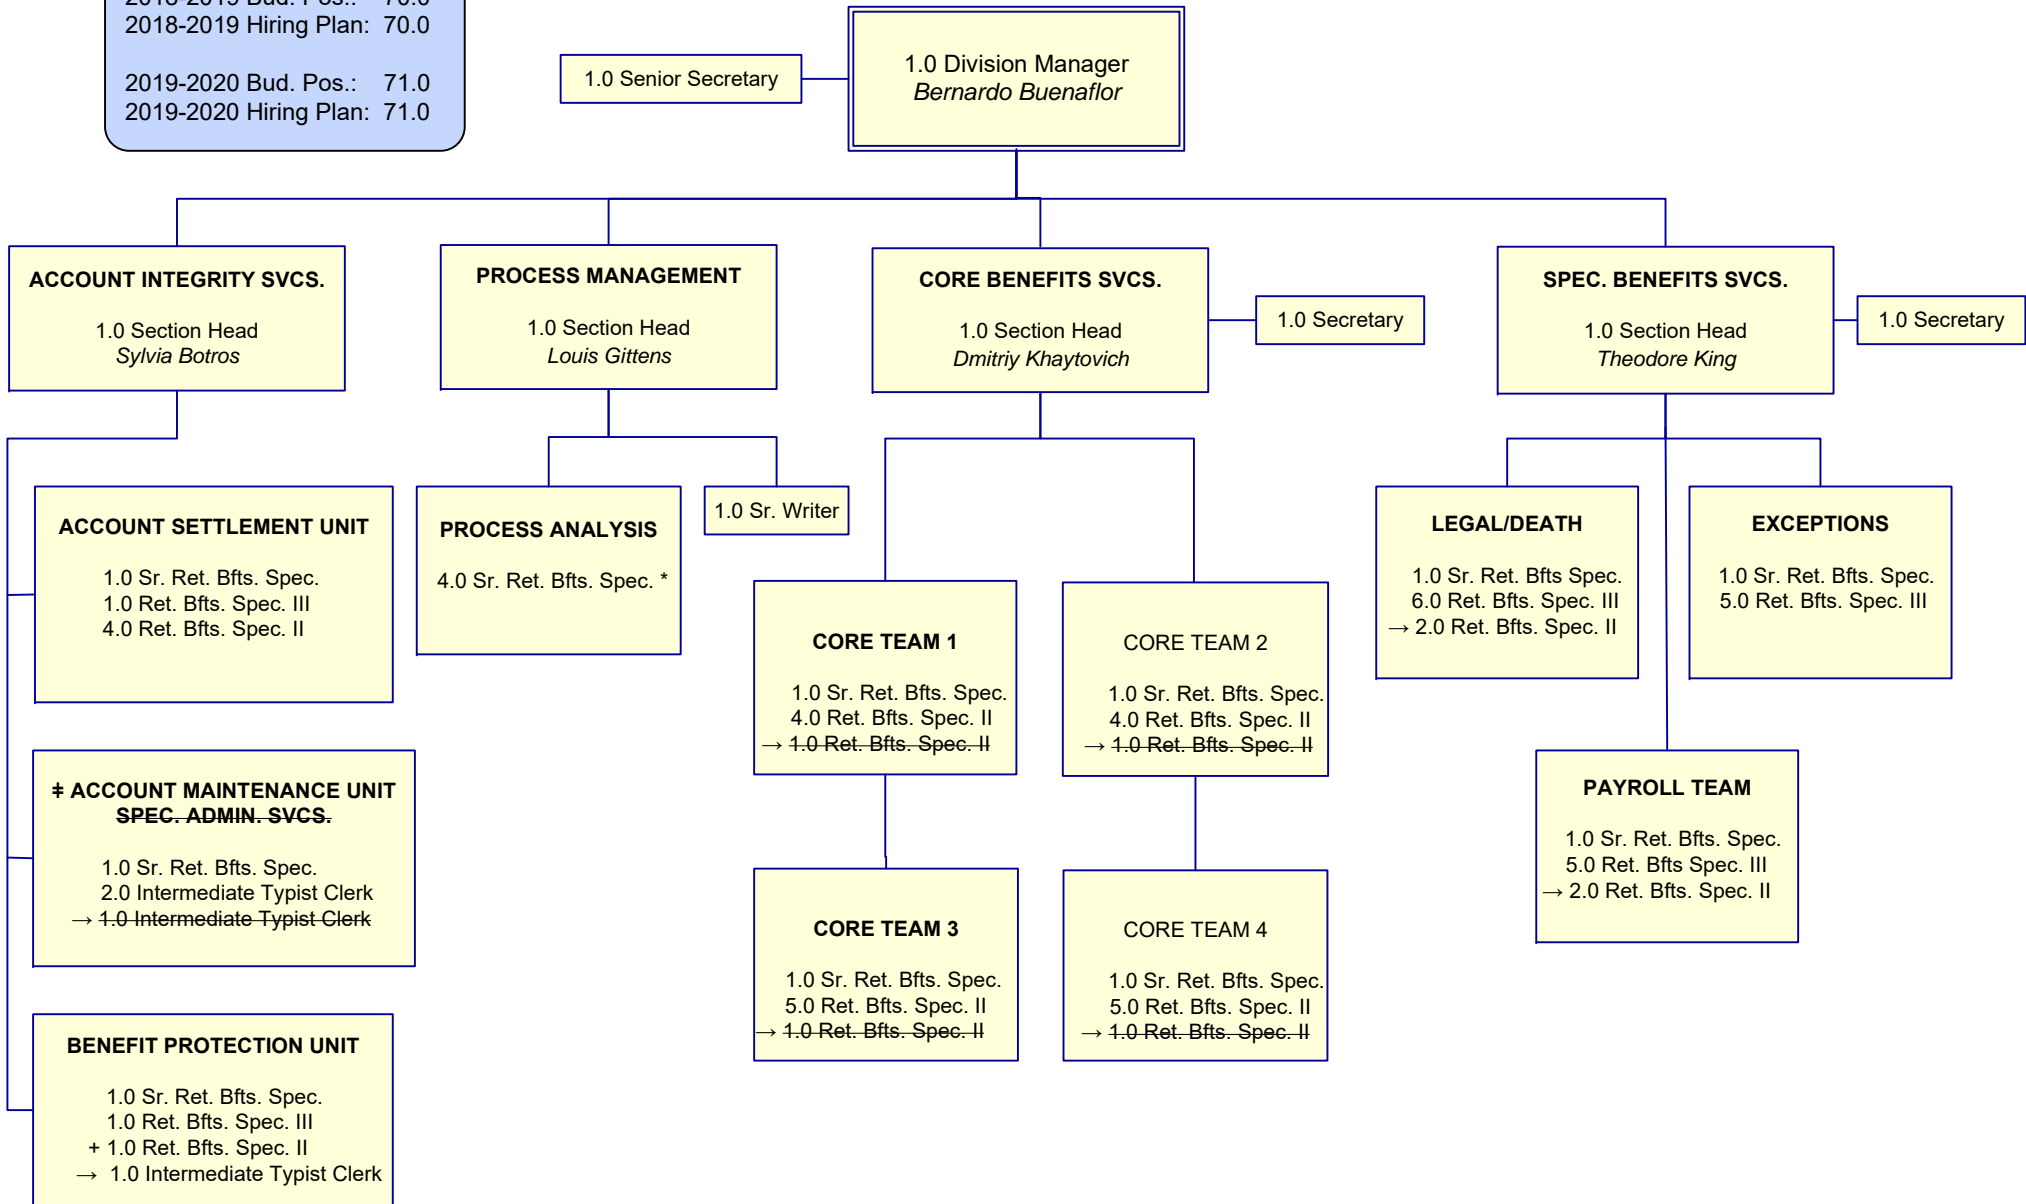 2018-2019 Bud. Pos.: 70.0
2018-2019 Hiring Plan: 70.0
2019-2020 Bud. Pos.: 71.0
2019-2020 Hiring Plan: 71.0
1.0 Senior Secretary
1.0 Division Manager
Bernardo Buenaflor
ACCOUNT INTEGRITY SVCS.
1.0 Section Head
Sylvia Botros
PROCESS MANAGEMENT
1.0 Section Head
Louis Gittens
CORE BENEFITS SVCS.
1.0 Section Head
Dmitriy Khaytovich
1.0 Secretary
SPEC. BENEFITS SVCS.
1.0 Section Head
Theodore King
1.0 Secretary
ACCOUNT SETTLEMENT UNIT
1.0 Sr. Ret. Bfts. Spec.
1.0 Ret. Bfts. Spec. III
4.0 Ret. Bfts. Spec. II
ǂ ACCOUNT MAINTENANCE UNIT
SPEC. ADMIN. SVCS.
1.0 Sr. Ret. Bfts. Spec.
2.0 Intermediate Typist Clerk
→ 1.0 Intermediate Typist Clerk
BENEFIT PROTECTION UNIT
1.0 Sr. Ret. Bfts. Spec.
1.0 Ret. Bfts. Spec. III
+ 1.0 Ret. Bfts. Spec. II
→ 1.0 Intermediate Typist Clerk
PROCESS ANALYSIS
4.0 Sr. Ret. Bfts. Spec. *
1.0 Sr. Writer
CORE TEAM 1
1.0 Sr. Ret. Bfts. Spec.
4.0 Ret. Bfts. Spec. II
→ 1.0 Ret. Bfts. Spec. II
CORE TEAM 2
1.0 Sr. Ret. Bfts. Spec.
4.0 Ret. Bfts. Spec. II
→ 1.0 Ret. Bfts. Spec. II
CORE TEAM 3
1.0 Sr. Ret. Bfts. Spec.
5.0 Ret. Bfts. Spec. II
→ 1.0 Ret. Bfts. Spec. II
CORE TEAM 4
1.0 Sr. Ret. Bfts. Spec.
5.0 Ret. Bfts. Spec. II
→ 1.0 Ret. Bfts. Spec. II
LEGAL/DEATH
1.0 Sr. Ret. Bfts Spec.
6.0 Ret. Bfts. Spec. III
→ 2.0 Ret. Bfts. Spec. II
EXCEPTIONS
1.0 Sr. Ret. Bfts. Spec.
5.0 Ret. Bfts. Spec. III
PAYROLL TEAM
1.0 Sr. Ret. Bfts. Spec.
5.0 Ret. Bfts Spec. III
→ 2.0 Ret. Bfts. Spec. II